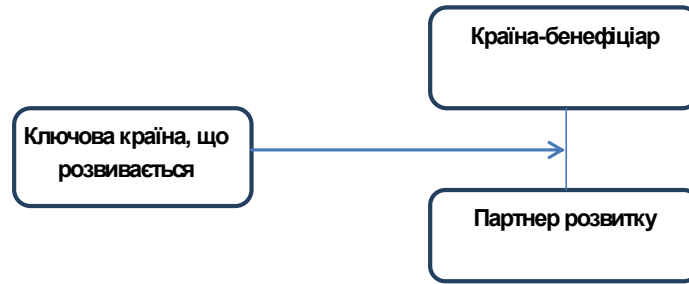 Країна-бенефіціар
Ключова країна, що
розвивається
Партнер розвитку